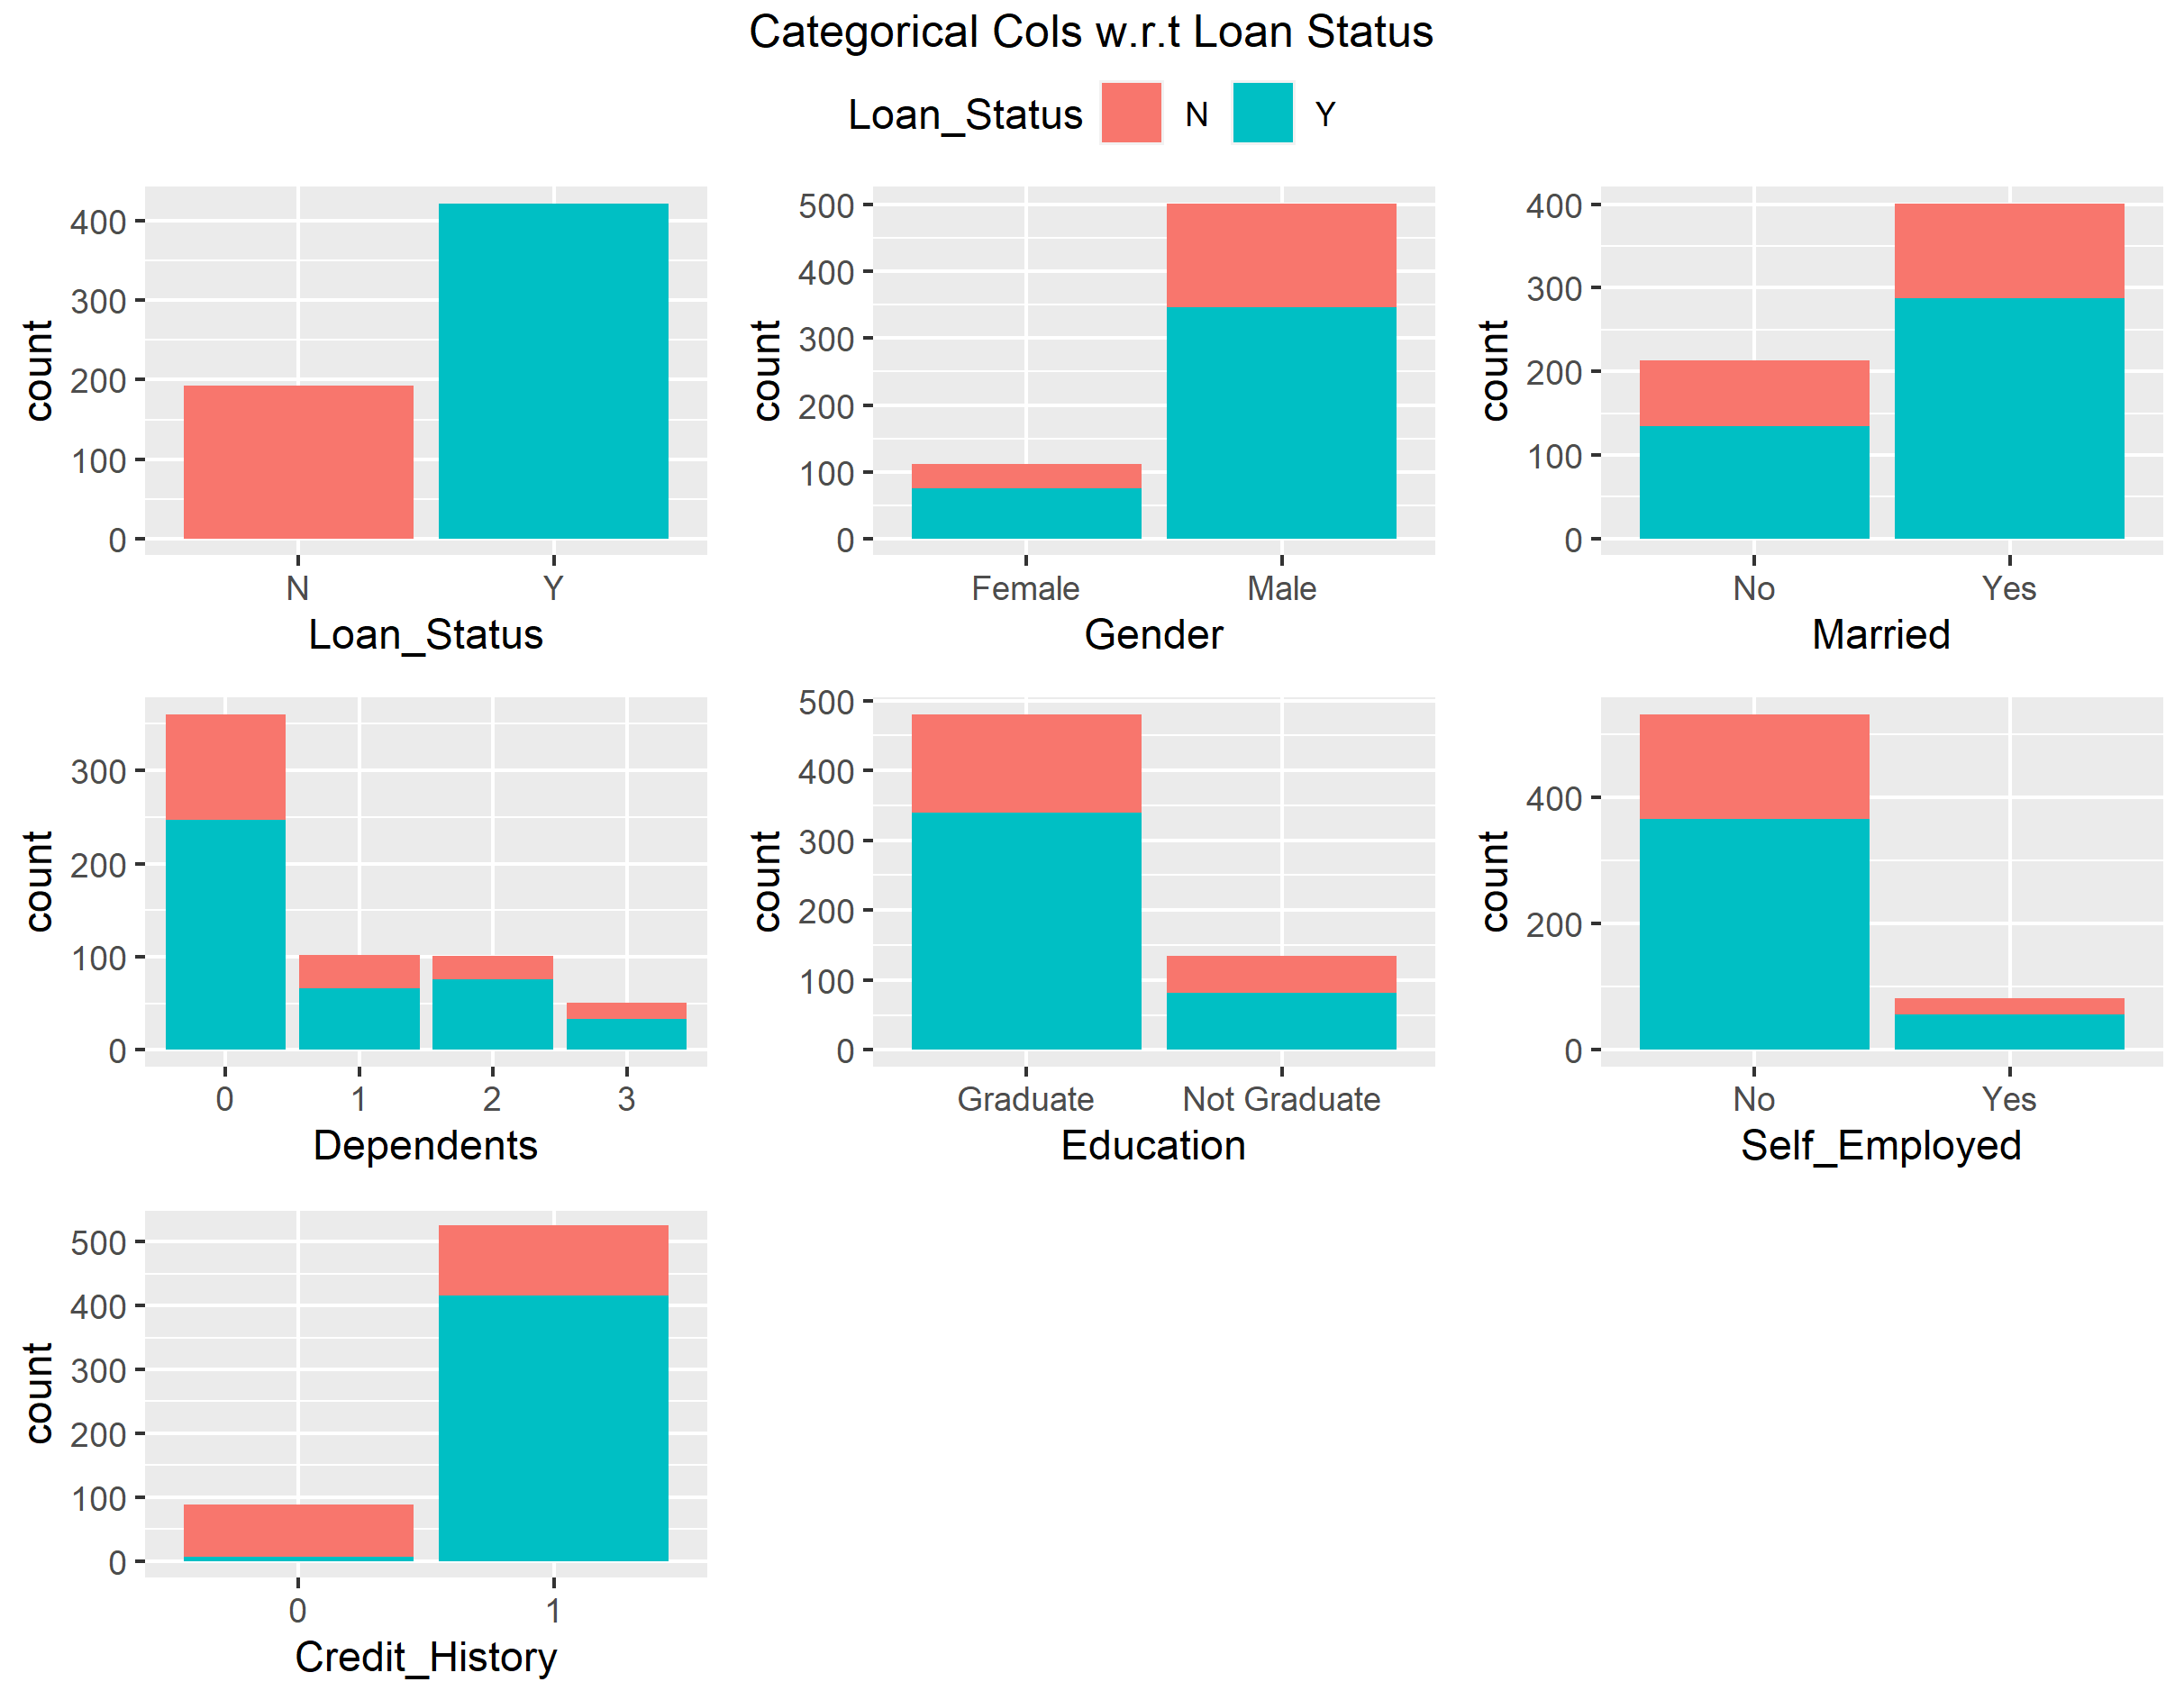 Categorical Cols w.r.t Loan Status
Loan_Status N Y
count
400
300
200
100
0
N Y
Loan_Status
count
500
400
300
200
100
0
Female Male
Gender
count
400
300
200
100
0
No Yes
Married
count
300
200
100
0
0 1 2 3
Dependents
count
500
400
300
200
100
0
Graduate Not Graduate
Education
count
400
200
0
No Yes
Self_Employed
count
500
400
300
200
100
0
0 1
Credit_History